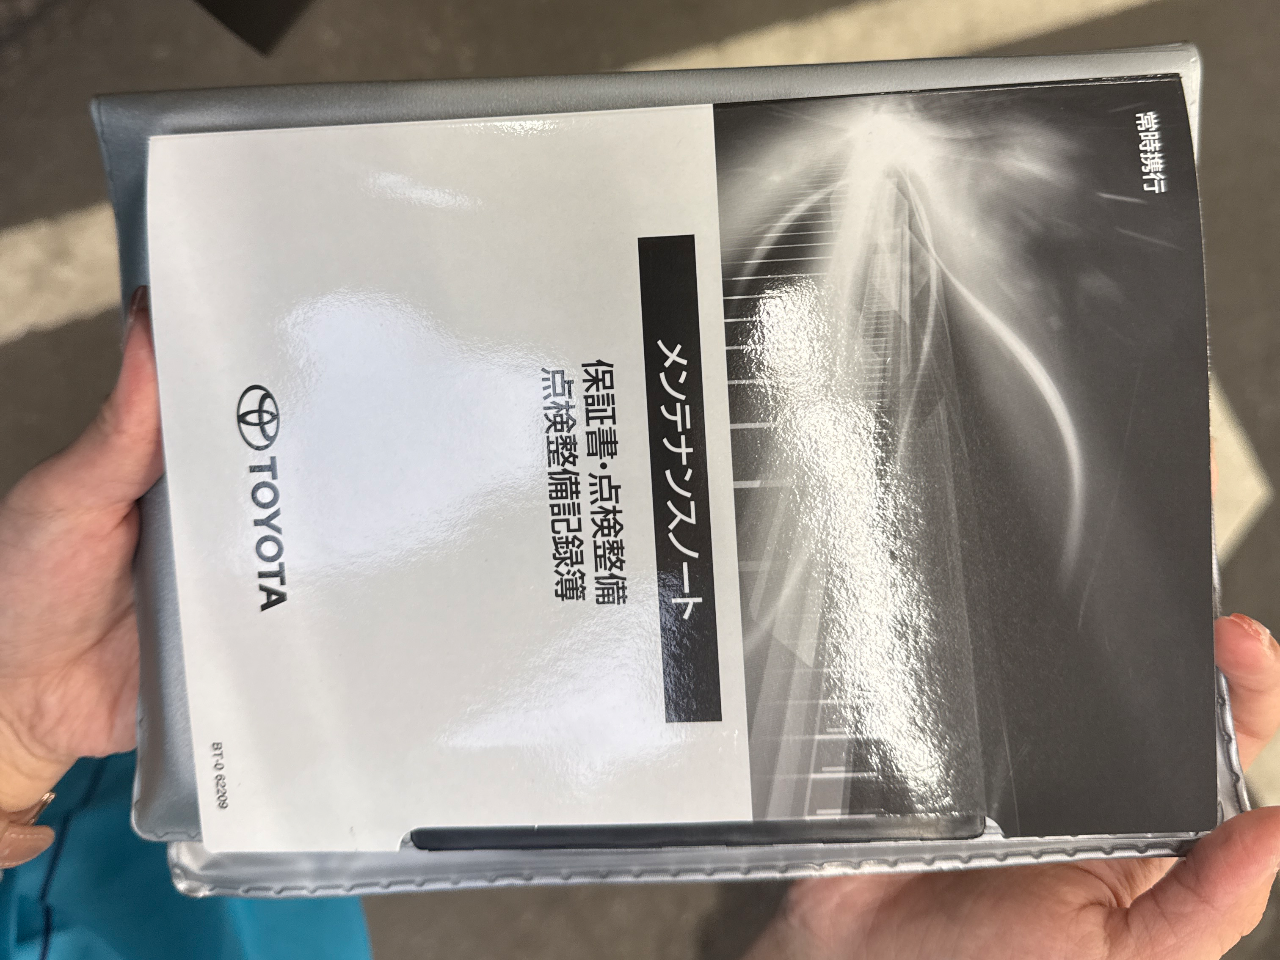 常時携行
メンテナンスノート
保証書・点検整備
点検整備記録簿
TOYOTA
BT-0 62209